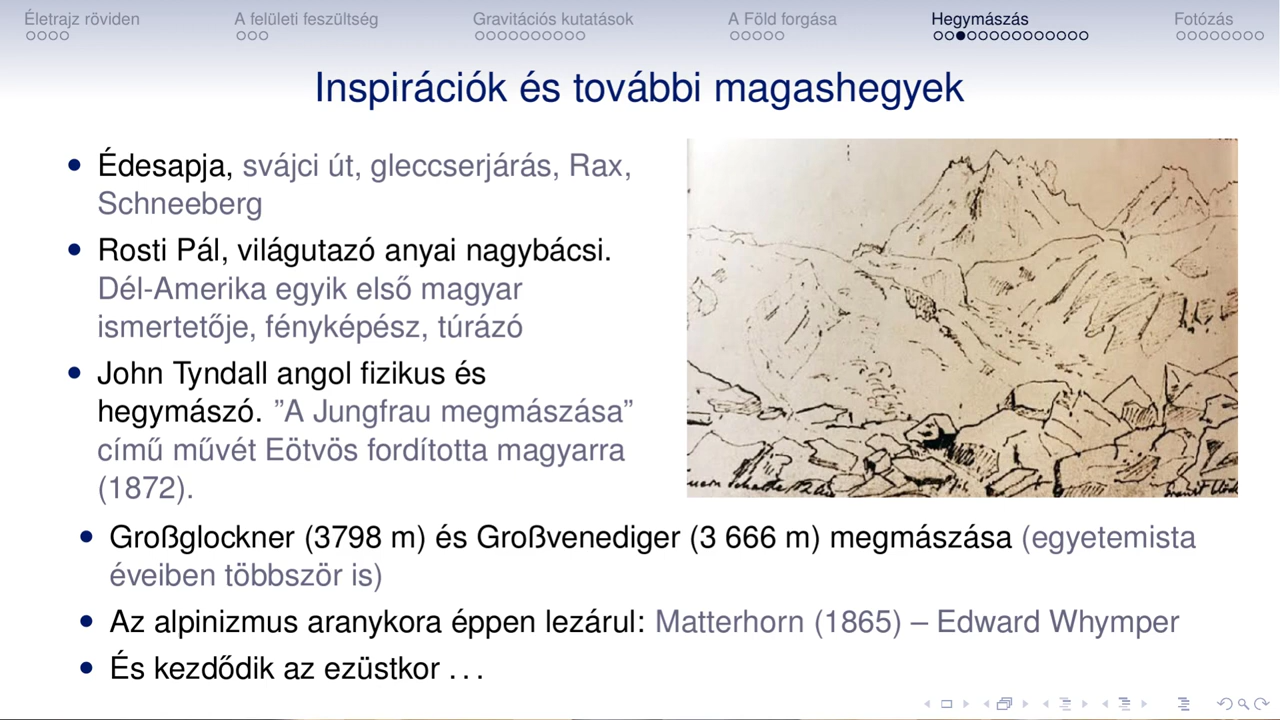 Életrajz röviden
A felületi feszültség
Gravitációs kutatások
A Föld forgása
Hegymászás
Fotózás
Inspirációk és további magashegyek
Édesapja, svájci út, gleccserjárás, Rax,
Schneeberg
Rosti Pál, világutazó anyai nagybácsi.
Dél-Amerika egyik első magyar
ismertetője, fényképész, túrázó
John Tyndall angol fizikus és
hegymászó. ”A Jungfrau megmászása”
című művét Eötvös fordította magyarra
(1872).
Großglockner (3798 m) és Großvenediger (3 666 m) megmászása (egyetemista
éveiben többször is)
Az alpinizmus aranykora éppen lezárul: Matterhorn (1865) – Edward Whymper
És kezdődik az ezüstkor . . .